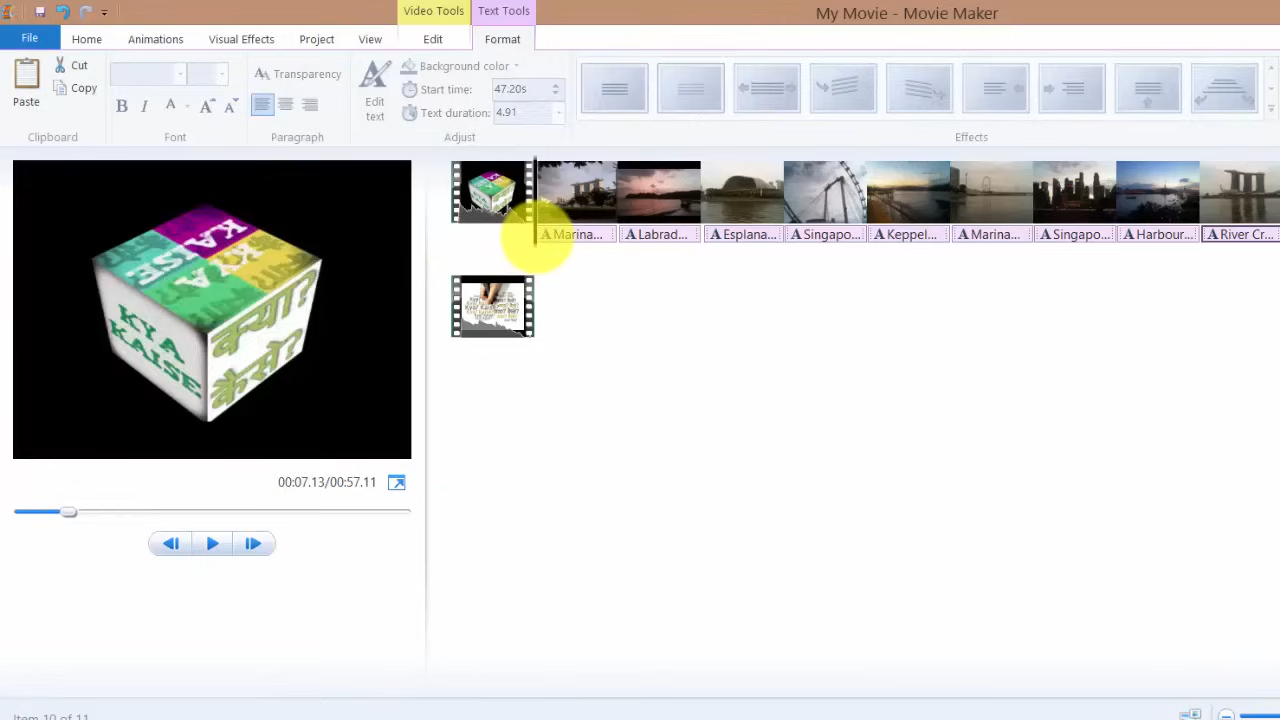 Video Tools Text Tools My Movie - Movie Maker
File Home Animations Visual Effects Project View Edit Format
Paste Cut Copy
Clipboard
B I A A A
Font
Transparency
Paragraph
Edit text
Background color
Start time: 47.20s
Text duration: 4.91
Adjust
Effects
KYA KAISE
KYA KAISE
क्या?
कैसे?
A Marina... A Labrad... A Esplana... A Singapo... A Keppel... A Marina... A Singapo... A Harbour... A River Cr...
00:07.13/00:57.11
Item 10 of 11